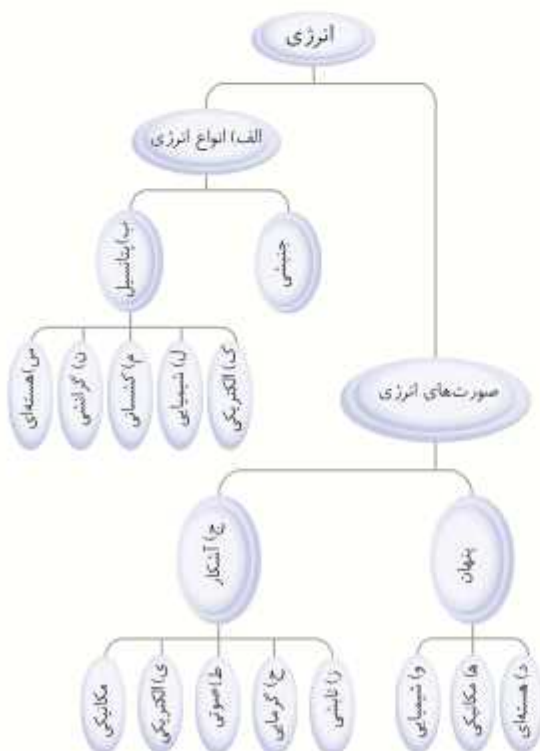 انرژی
الف) انواع انرژی
جنبشی
ب) پتانسیل
گ) الکتریکی
ل) شیمیایی
م) کشسانی
ن) گرانشی
س) هسته‌ای
صورت‌های انرژی
پنهان
ج) آشکار
د) هسته‌ای
ه) مکانیکی
و) شیمیایی
ز) تابشی
ح) گرمایی
ط) صوتی
ی) الکتریکی
مکانیکی